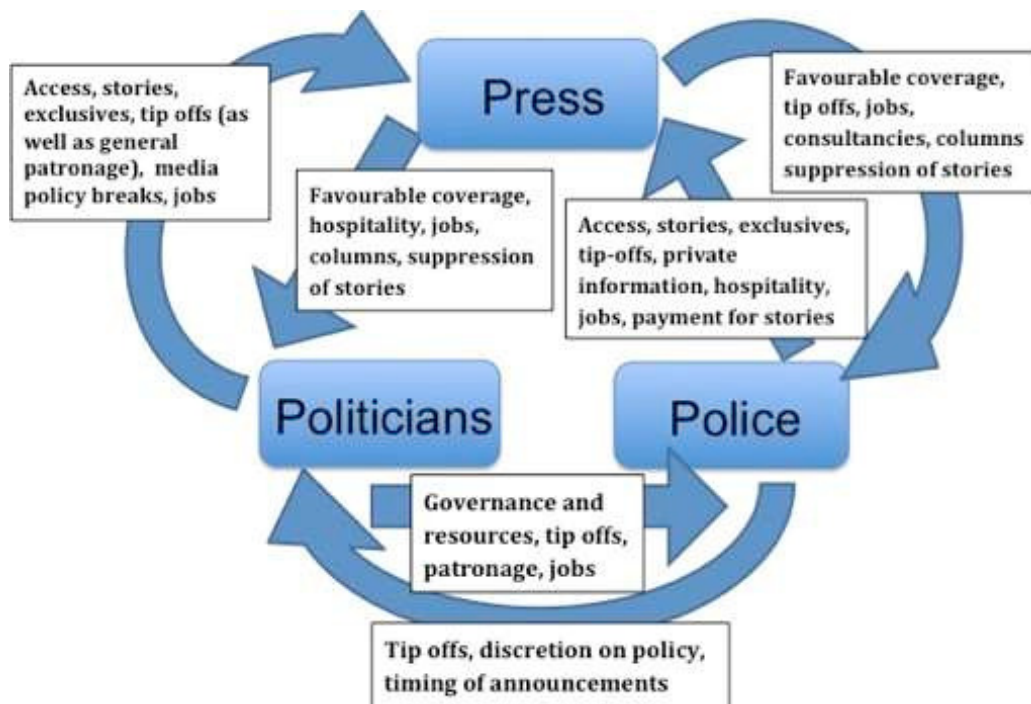 Press
Access, stories,
exclusives, tip offs (as
well as general
patronage), media
policy breaks, jobs
Favourable coverage,
tip offs, jobs,
consultancies, columns
suppression of stories
Favourable coverage,
hospitality, jobs,
columns, suppression
of stories
Access, stories, exclusives,
tip-offs, private
information, hospitality,
jobs, payment for stories
Politicians
Police
Governance and
resources, tip offs,
patronage, jobs
Tip offs, discretion on policy,
timing of announcements